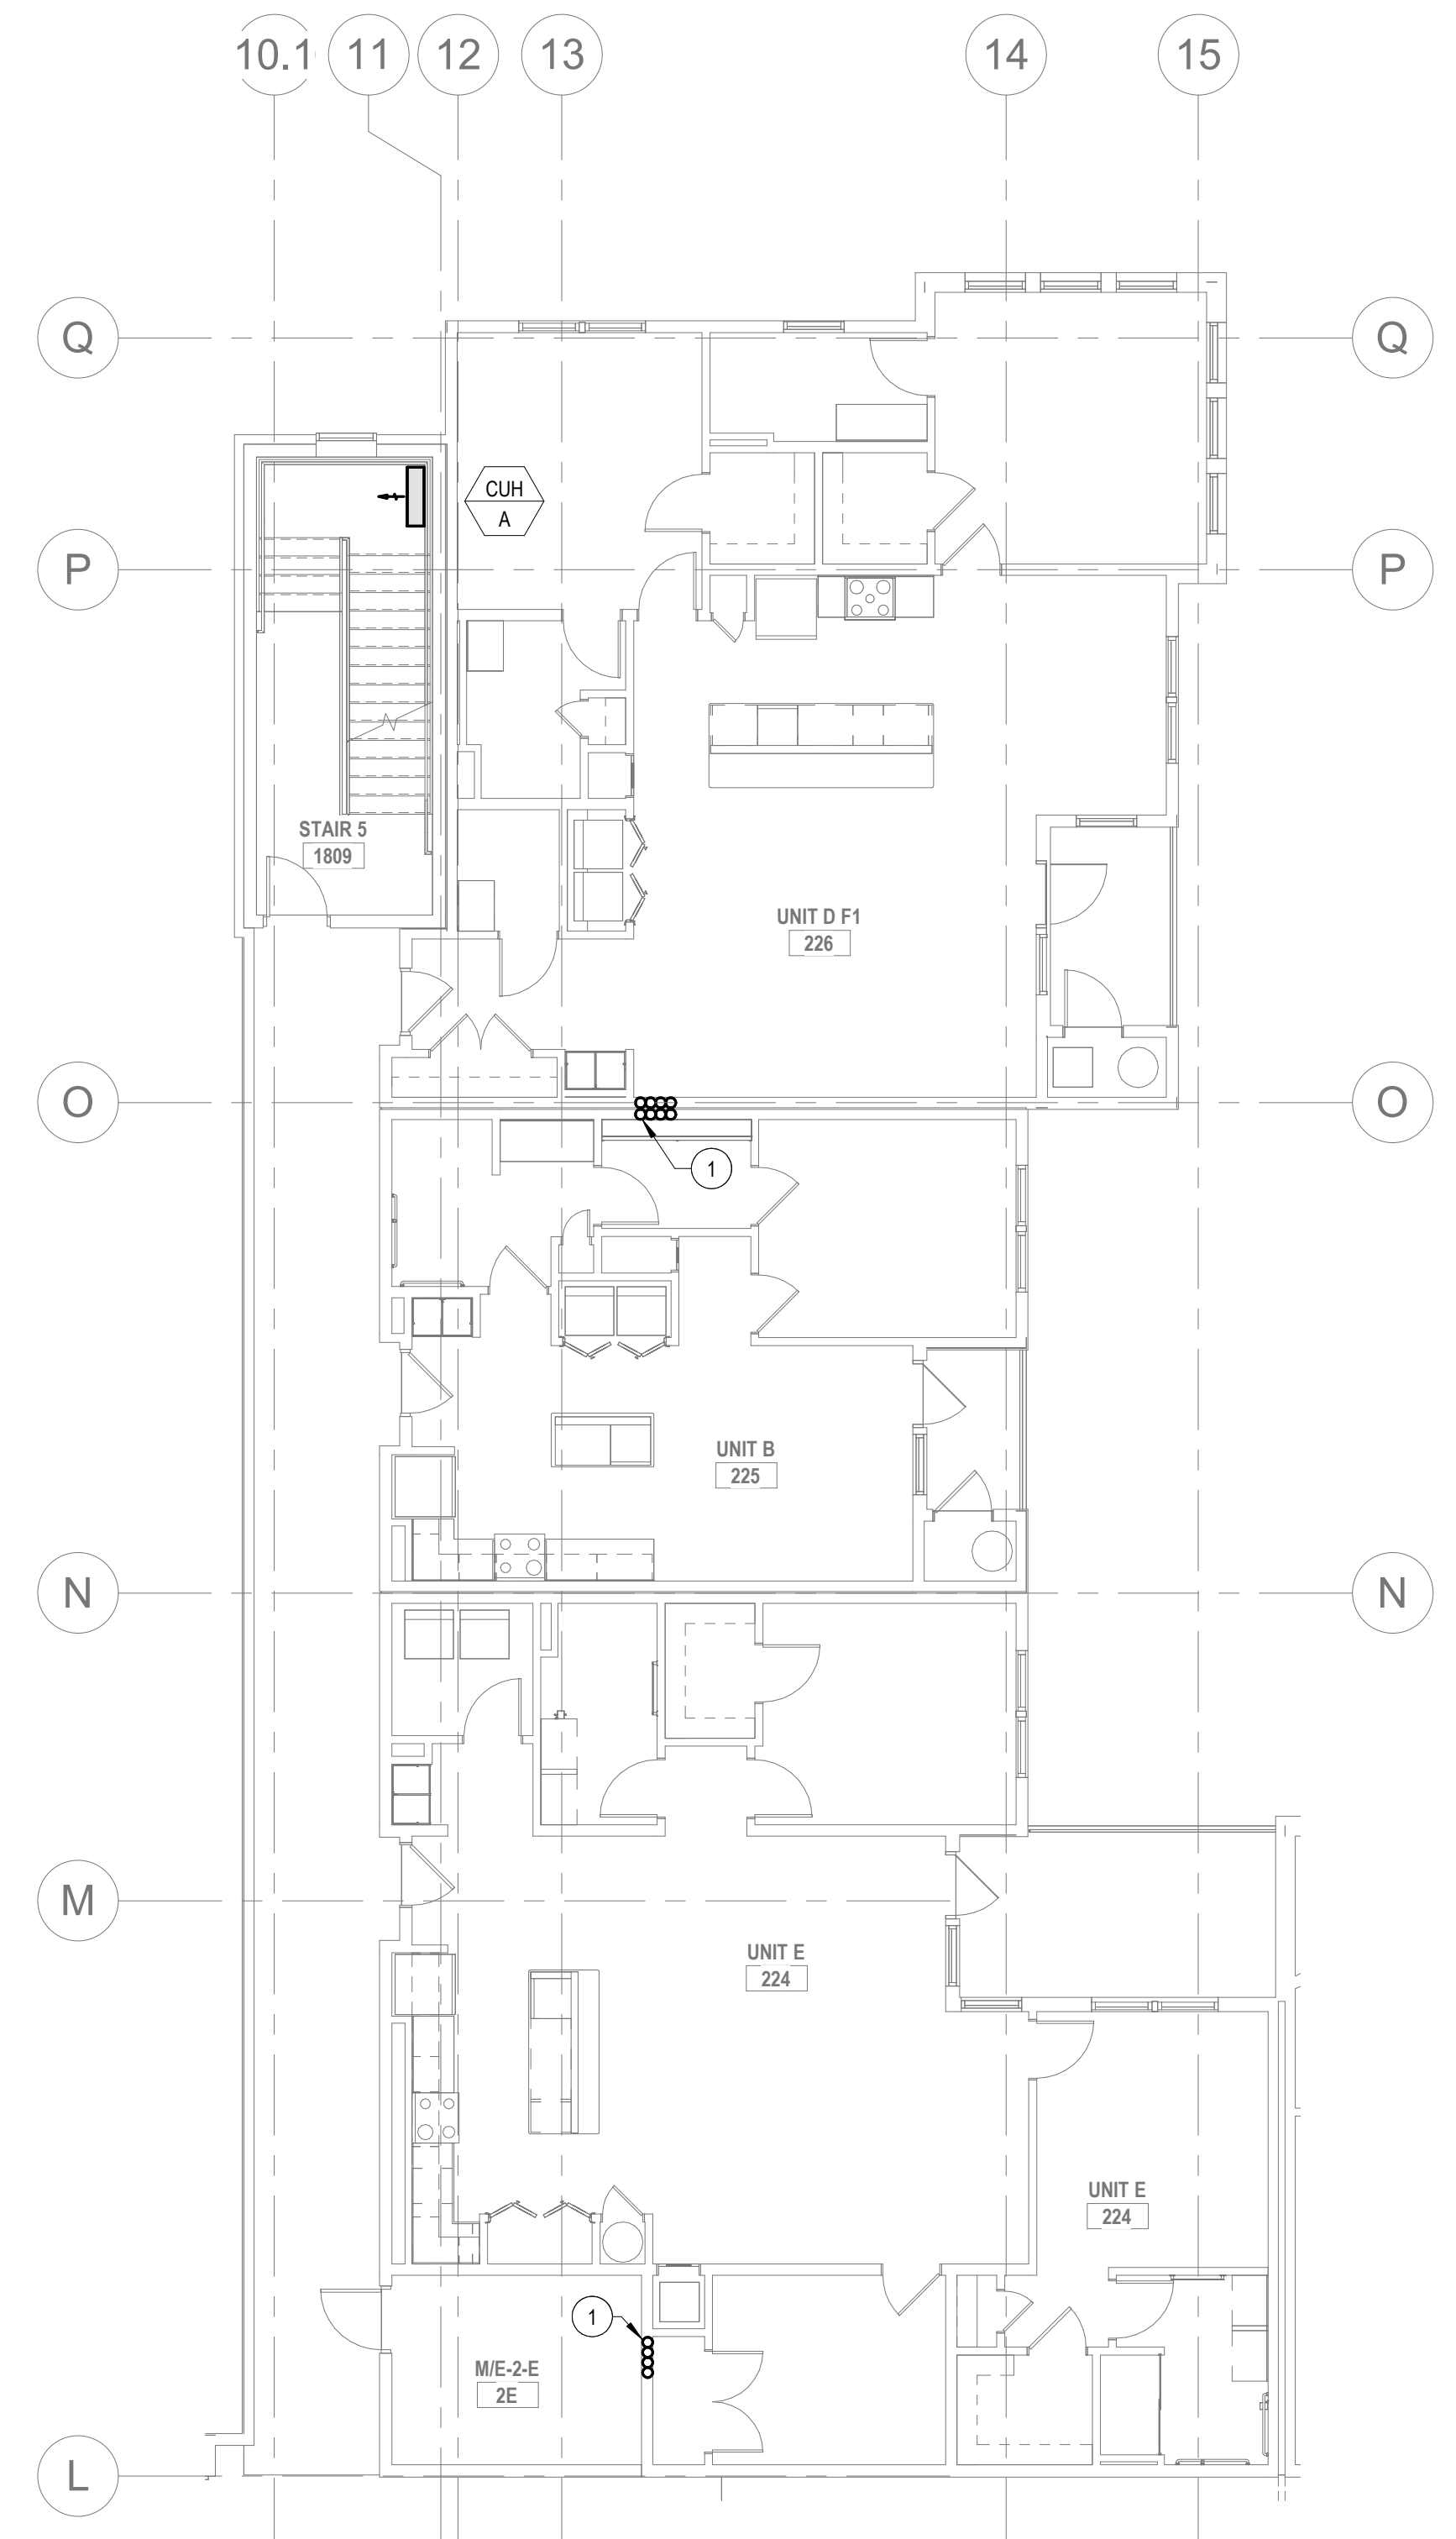 10.1 11 12 13 14 15
Q Q
CUH
A
P P
STAIR 5
1809
UNIT D F1
226
O O
1
UNIT B
225
N N
M
UNIT E
224
UNIT E
224
1
M/E-2-E
2E
L